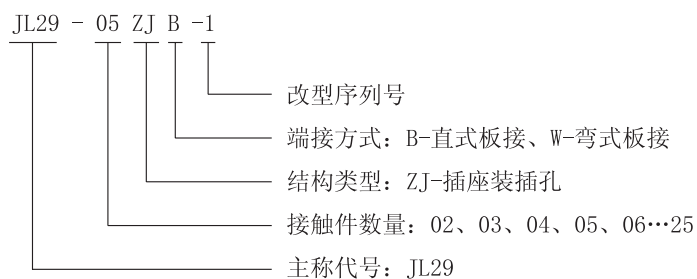 JL29 - 05 ZJ B -1
改型序列号
端接方式：B-直式板接、W-弯式板接
结构类型：ZJ-插座装插孔
接触件数量：02、03、04、05、06…25
主称代号：JL29